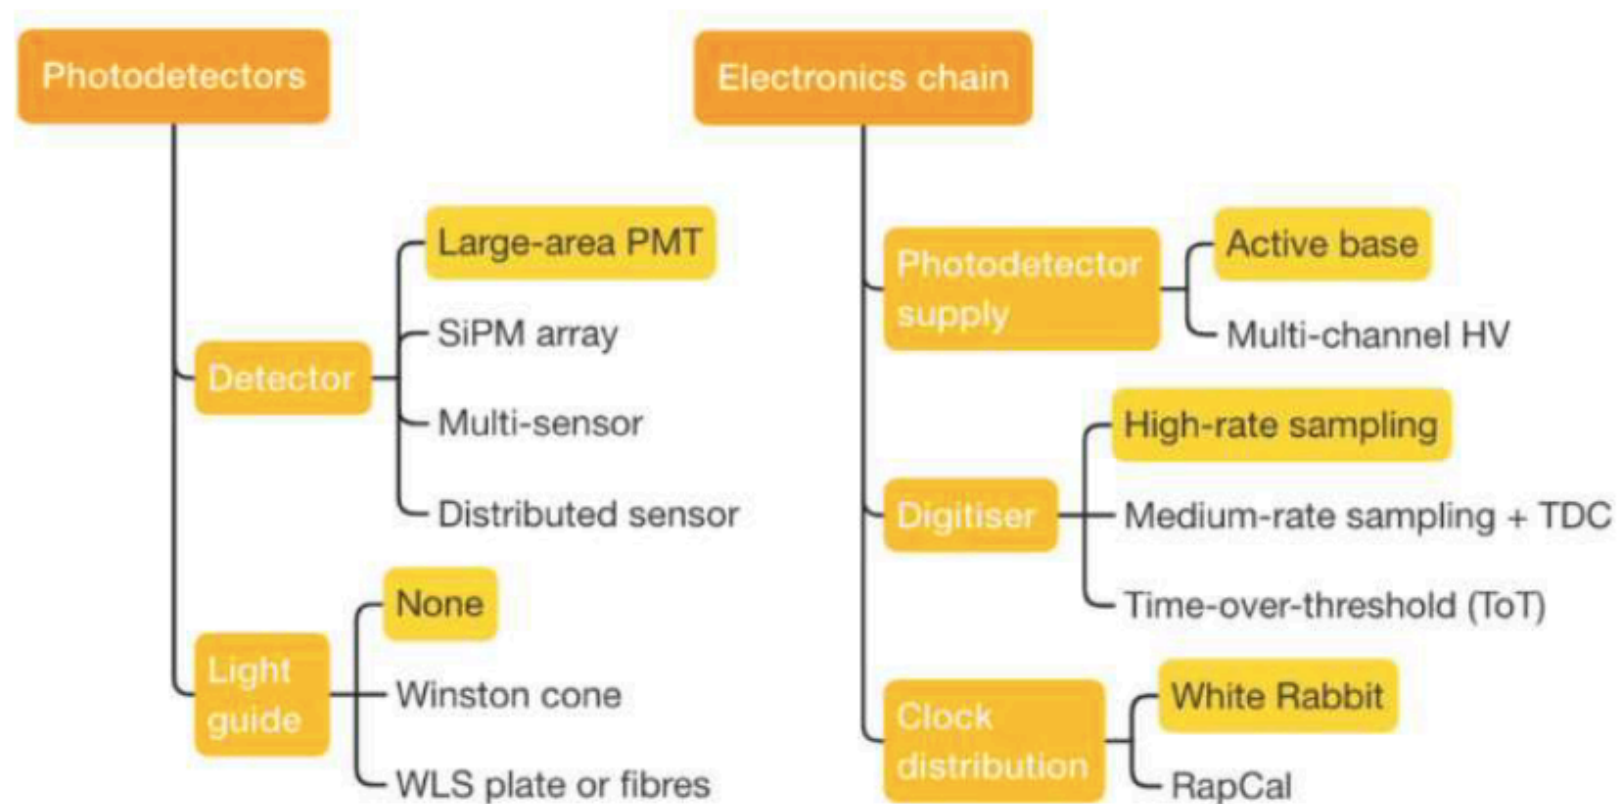 Photodetectors
Detector
Large-area PMT
SiPM array
Multi-sensor
Distributed sensor
Light
guide
None
Winston cone
WLS plate or fibres
Electronics chain
Photodetector
supply
Active base
Multi-channel HV
Digitiser
High-rate sampling
Medium-rate sampling + TDC
Time-over-threshold (ToT)
Clock
distribution
White Rabbit
RapCal